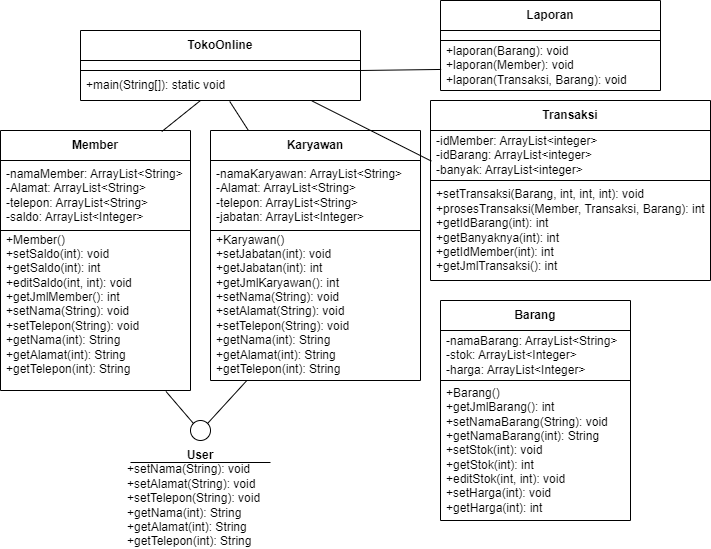 Laporan
+laporan(Barang): void
+laporan(Member): void
+laporan(Transaksi, Barang): void
TokoOnline
+main(String[]): static void
Member
-namaMember: ArrayList<String>
-Alamat: ArrayList<String>
-telepon: ArrayList<String>
-saldo: ArrayList<Integer>
+Member()
+setSaldo(int): void
+getSaldo(int): int
+editSaldo(int, int): void
+getJmlMember(): int
+setNama(String): void
+setTelepon(String): void
+getNama(int): String
+getAlamat(int): String
+getTelepon(int): String
Karyawan
-namaKaryawan: ArrayList<String>
-Alamat: ArrayList<String>
-telepon: ArrayList<String>
-jabatan: ArrayList<Integer>
+Karyawan()
+setJabatan(int): void
+getJabatan(int): int
+getJmlKaryawan(): int
+setNama(String): void
+setAlamat(String): void
+setTelepon(String): void
+getNama(int): String
+getAlamat(int): String
+getTelepon(int): String
Transaksi
-idMember: ArrayList<integer>
-idBarang: ArrayList<integer>
-banyak: ArrayList<integer>
+setTransaksi(Barang, int, int, int): void
+prosesTransaksi(Member, Transaksi, Barang): int
+getIdBarang(int): int
+getBanyaknya(int): int
+getIdMember(int): int
+getJmlTransaksi(): int
Barang
-namaBarang: ArrayList<String>
-stok: ArrayList<Integer>
-harga: ArrayList<Integer>
+Barang()
+getJmlBarang(): int
+setNamaBarang(String): void
+getNamaBarang(int): String
+setStok(int): void
+getStok(int): int
+editStok(int, int): void
+setHarga(int): void
+getHarga(int): int
User
+setNama(String): void
+setAlamat(String): void
+setTelepon(String): void
+getNama(int): String
+getAlamat(int): String
+getTelepon(int): String